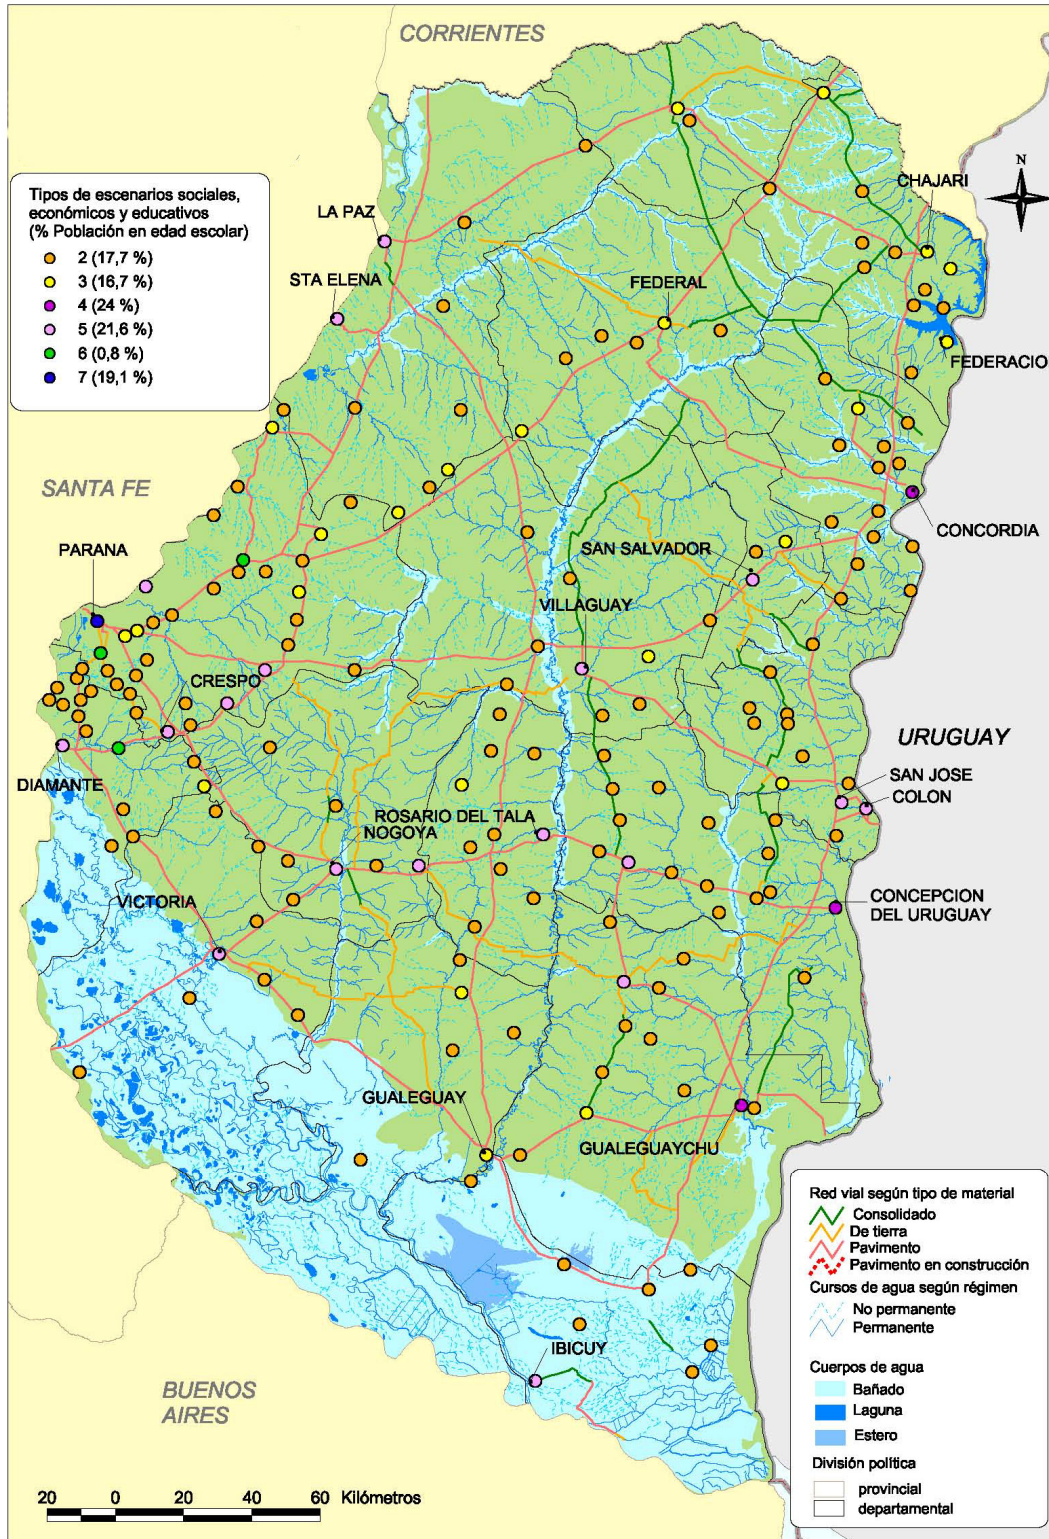 CORRIENTES
N
Tipos de escenarios sociales,
económicos y educativos
(% Población en edad escolar)
2 (17,7 %)
3 (16,7 %)
4 (24 %)
5 (21,6 %)
6 (0,8 %)
7 (19,1 %)
CHAJARI
LA PAZ
STA ELENA
FEDERAL
FEDERACIO
SANTA FE
CONCORDIA
PARANA
SAN SALVADOR
VILLAGUAY
CRESPO
URUGUAY
DIAMANTE
SAN JOSE
COLON
ROSARIO DEL TALA
NOGOYA
VICTORIA
CONCEPCION
DEL URUGUAY
GUALEGUAY
GUALEGUAYCHU
IBICUY
BUENOS
AIRES
Red vial según tipo de material
Consolidado
De tierra
Pavimento
Pavimento en construcción
Cursos de agua según régimen
No permanente
Permanente
Cuerpos de agua
Bañado
Laguna
Estero
División política
provincial
departamental
20 0 20 40 60 Kilómetros